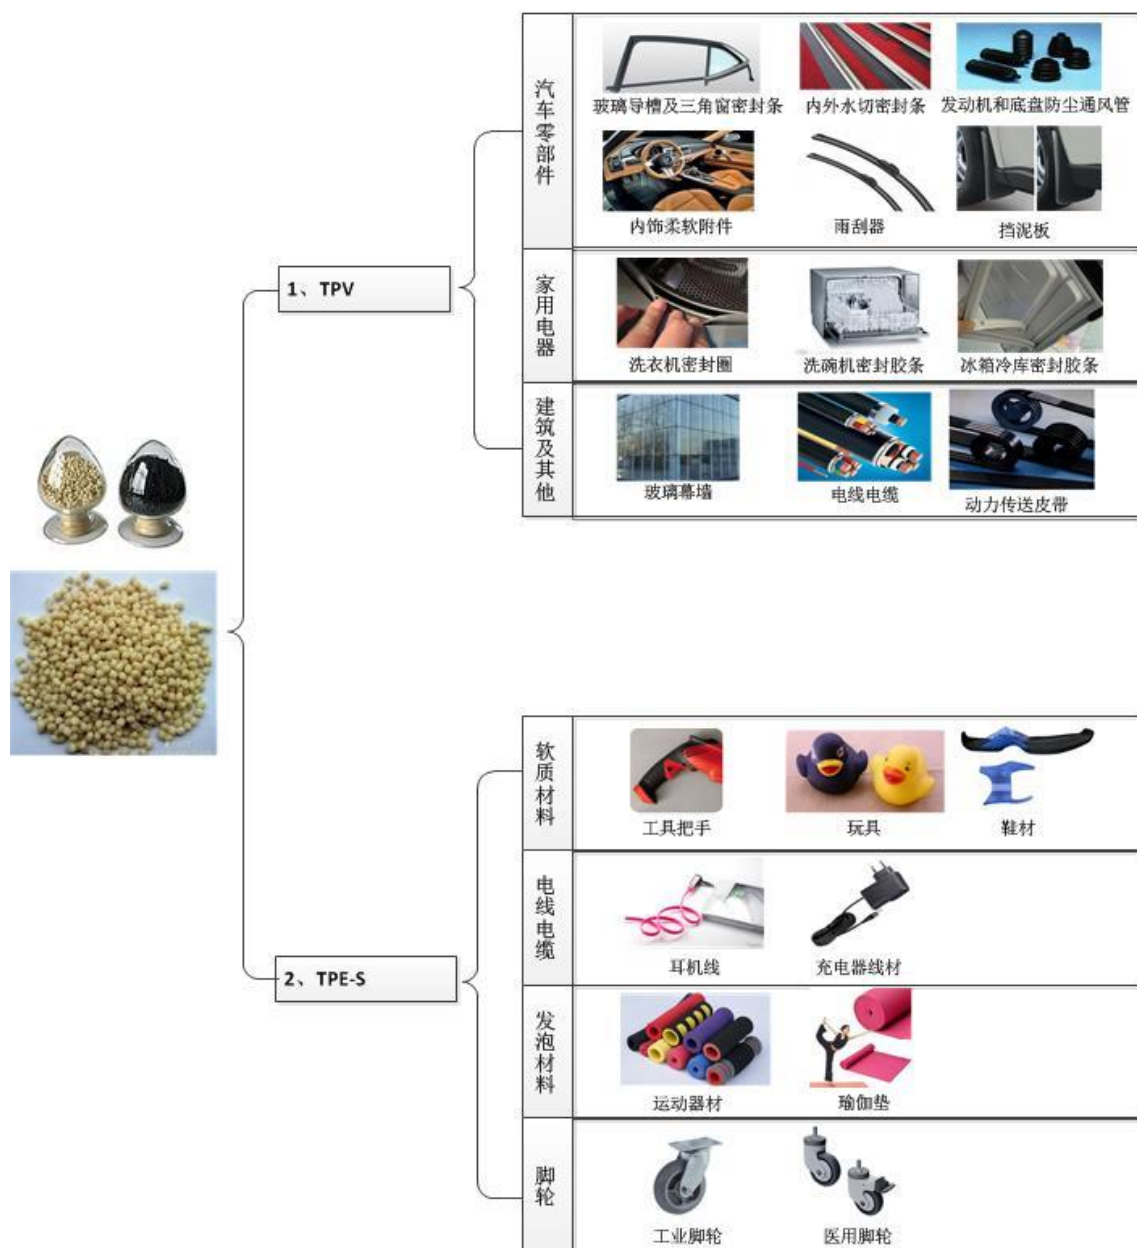 汽车零部件
玻璃导槽及三角窗密封条
内外水切密封条
发动机和底盘防尘通风管
内饰柔软附件
雨刮器
挡泥板
1、TPV
家用电器
洗衣机密封圈
洗碗机密封胶条
冰箱冷库密封胶条
建筑及其他
玻璃幕墙
电线电缆
动力传送皮带
软质材料
工具把手
玩具
鞋材
电线电缆
耳机线
充电器线材
2、TPE-S
发泡材料
运动器材
瑜伽垫
脚轮
工业脚轮
医用脚轮